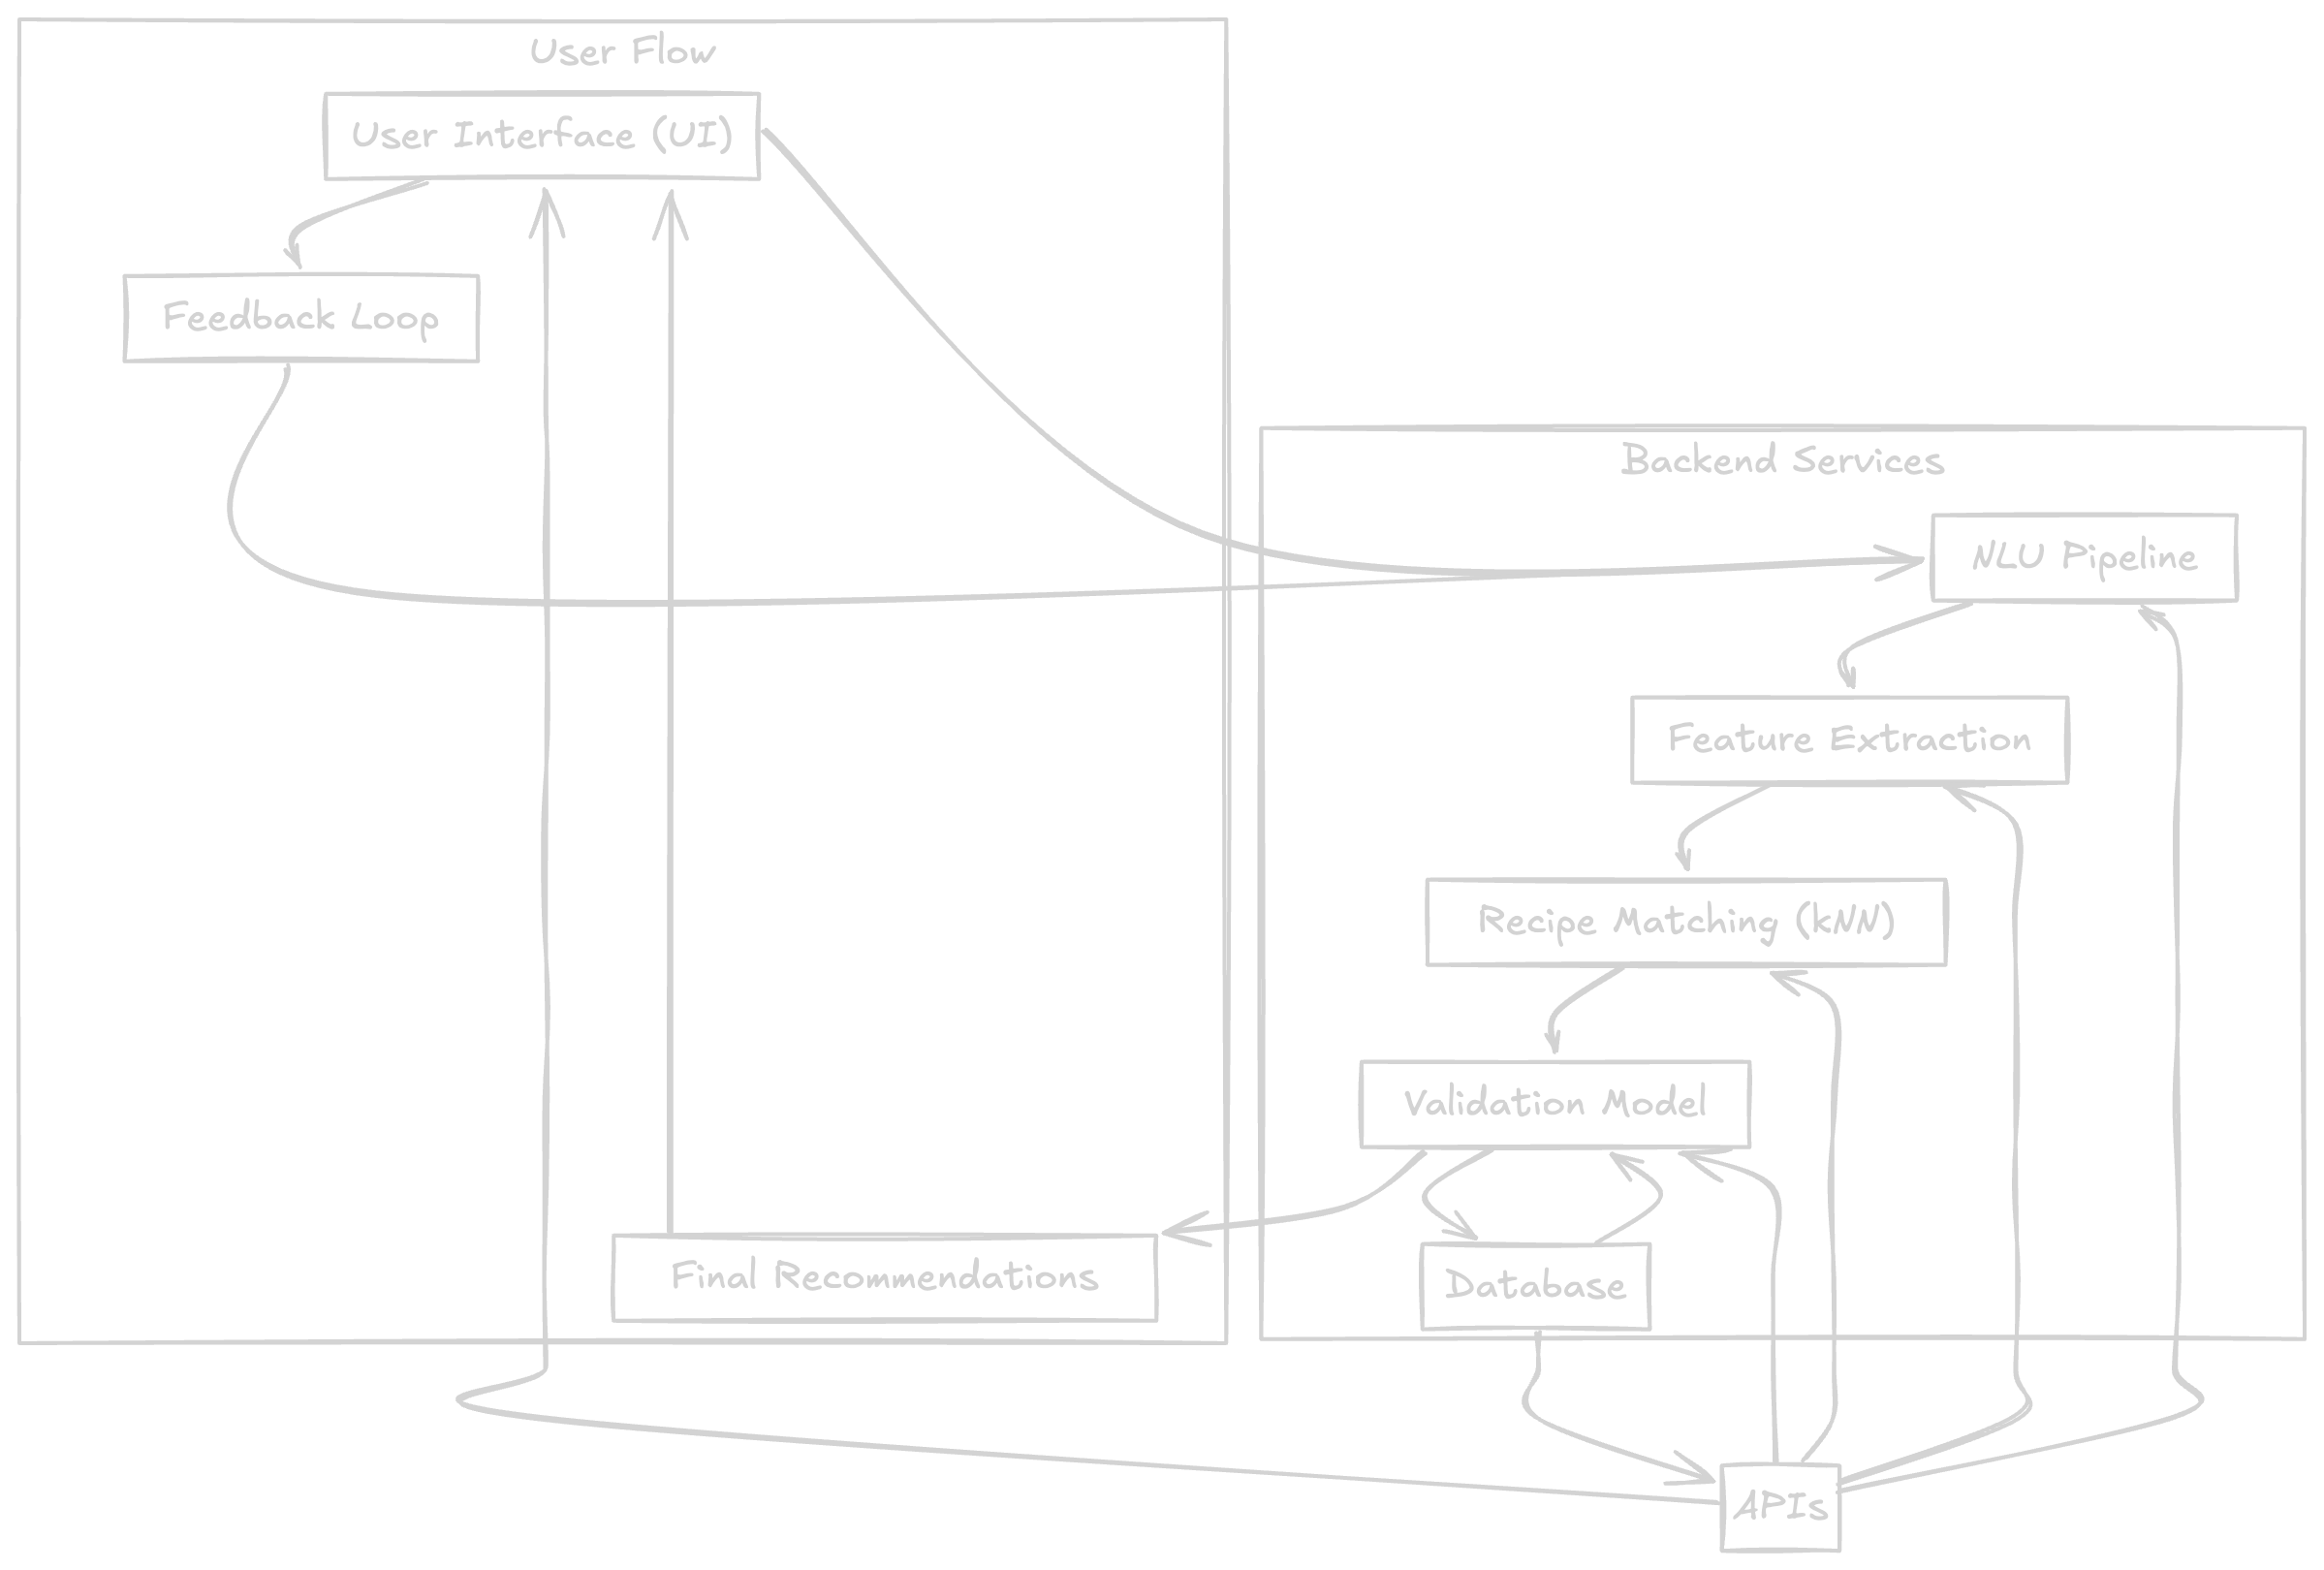 User Flow
User Interface (UI)
Feedback Loop
Backend Services
NLU Pipeline
Feature Extraction
Recipe Matching (kNN)
Validation Model
Final Recommendations
Database
APIs